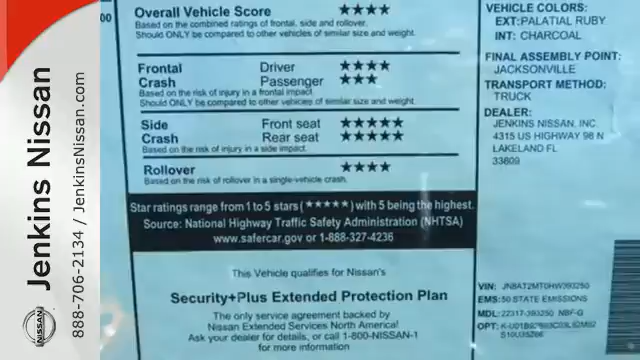 Jenkins Nissan
888-706-2134 / JenkinsNissan.com
NISSAN
00
Overall Vehicle Score ★★★★
Based on the combined ratings of frontal, side and rollover.
Should ONLY be compared to other vehicles of similar size and weight.
Frontal Driver ★★★★
Crash Passenger ★★★
Based on the risk of injury in a frontal impact.
Should ONLY be compared to other vehicles of similar size and weight.
Side Front seat ★★★★★
Crash Rear seat ★★★★★
Based on the risk of injury in a side impact.
Rollover ★★★★
Based on the risk of rollover in a single-vehicle crash.
Star ratings range from 1 to 5 stars (★★★★★) with 5 being the highest.
Source: National Highway Traffic Safety Administration (NHTSA)
www.safercar.gov or 1-888-327-4236
This Vehicle qualifies for Nissan's
Security+Plus Extended Protection Plan
The only service agreement backed by
Nissan Extended Services North America!
Ask your dealer for details, or call 1-800-NISSAN-1
for more information
VEHICLE COLORS:
EXT: PALATIAL RUBY
INT: CHARCOAL
FINAL ASSEMBLY POINT:
JACKSONVILLE
TRANSPORT METHOD:
TRUCK
DEALER:
JENKINS NISSAN, INC.
4315 US HIGHWAY 98 N
LAKELAND FL
33809
VIN: JN8AT2MT0HW393250
EMS: 50 STATE EMISSIONS
MDL: 22317-393250 NBF-G
OPT: